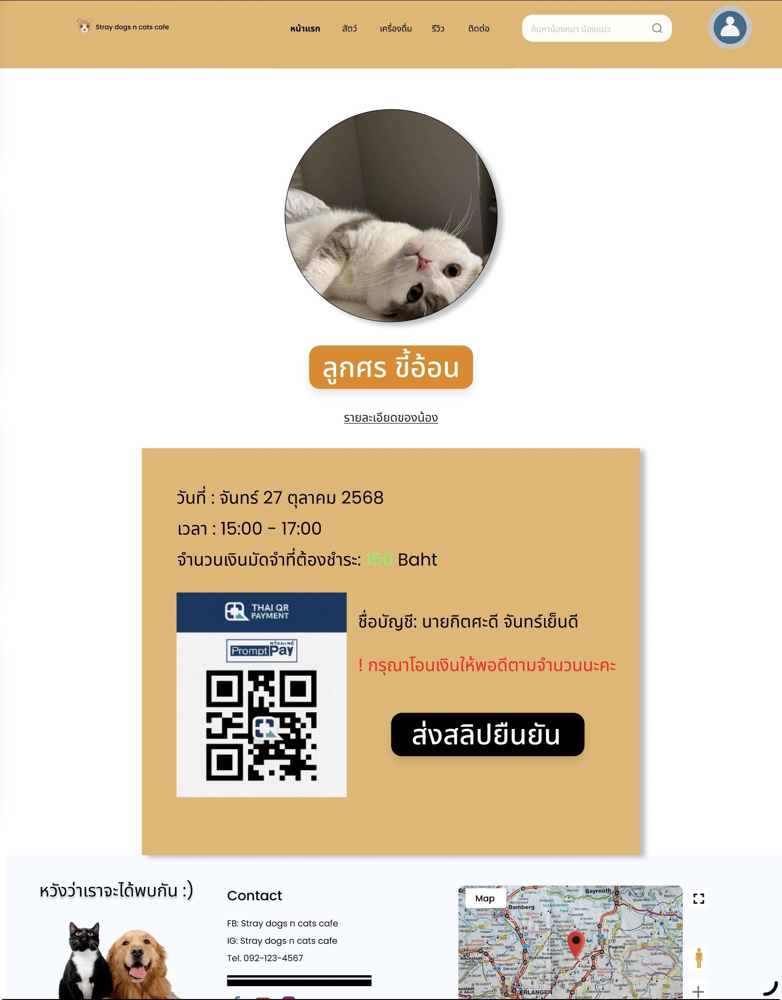 Stray dogs n cats cafe
หน้าแรก สัตว์ เครื่องดื่ม รีวิว ติดต่อ
ค้นหาน้องหมา น้องแมว
ลูกศร ขี้อ้อน
รายละเอียดของน้อง
วันที่ : จันทร์ 27 ตุลาคม 2568
เวลา : 15:00 - 17:00
จำนวนเงินมัดจำที่ต้องชำระ: 150 Baht
THAI QR
PAYMENT
พร้อมเพย์
PromptPay
ชื่อบัญชี: นายกิตศะดี จันทร์เย็นดี
! กรุณาโอนเงินให้พอดีตามจำนวนนะคะ
ส่งสลิปยืนยัน
หวังว่าเราจะได้พบกัน :)
Contact
FB: Stray dogs n cats cafe
IG: Stray dogs n cats cafe
Tel. 092-123-4567
Map
Bayreuth
Bamberg
Pegnitz
Forchheim
Höchstadt
ERLANGEN